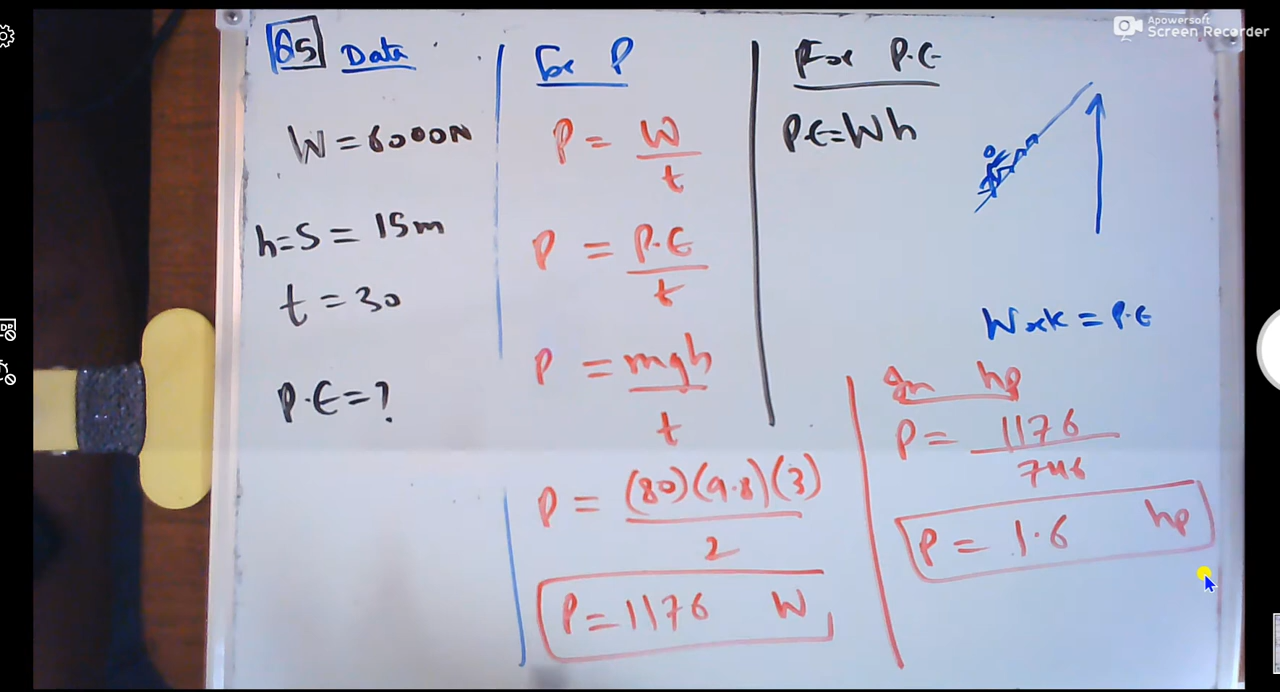 Q5 Data
W = 6000N
h=S = 15m
t = 30
P.E = ?
For P
P = W/t
P = P.E/t
P = mgh/t
P = (80)(9.8)(3)/2
P = 1176 W
For P.E
P.E = Wh
Work = P.E
In hp
P = 1176/746
P = 1.6 hp
Apowersoft
Screen Recorder